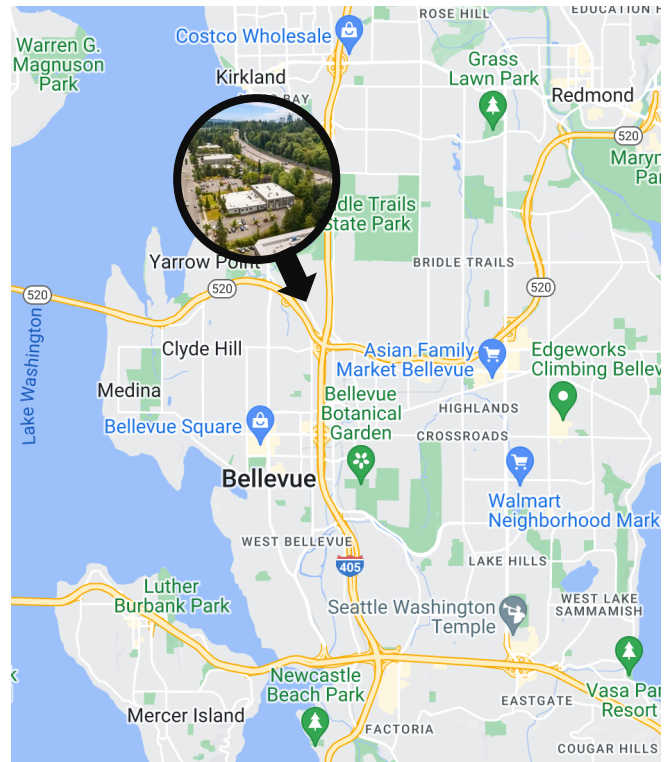 ROSE HILL
EDUCATION
Costco Wholesale
Warren G.
Magnuson
Park
Kirkland
Grass
Lawn Park
Redmond
BAY
520
Park
dle Trails
State Park
Yarrow Point
BRIDLE TRAILS
520
520
520
Lake Washington
Clyde Hill
Asian Family
Market Bellevue
Edgeworks
Climbing Bellev
Medina
Bellevue
Botanical
Garden
HIGHLANDS
Bellevue Square
CROSSROADS
Bellevue
Walmart
Neighborhood Mark
WEST BELLEVUE
405
LAKE HILLS
Luther
Burbank Park
Seattle Washington
Temple
WEST LAKE
SAMMAMISH
Newcastle
Beach Park
Vasa Par
Resort
EASTGATE
Mercer Island
FACTORIA
COUGAR HILLS